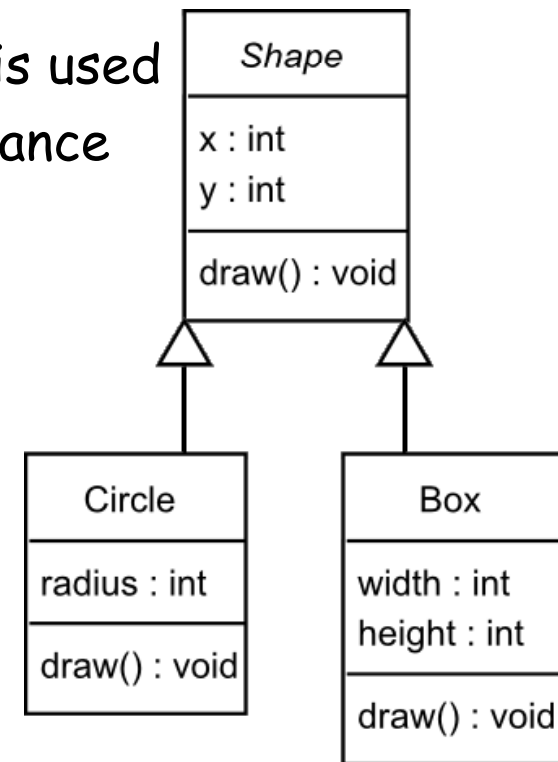 is used
ance
Shape
x : int
y : int
draw() : void
Circle
radius : int
draw() : void
Box
width : int
height : int
draw() : void